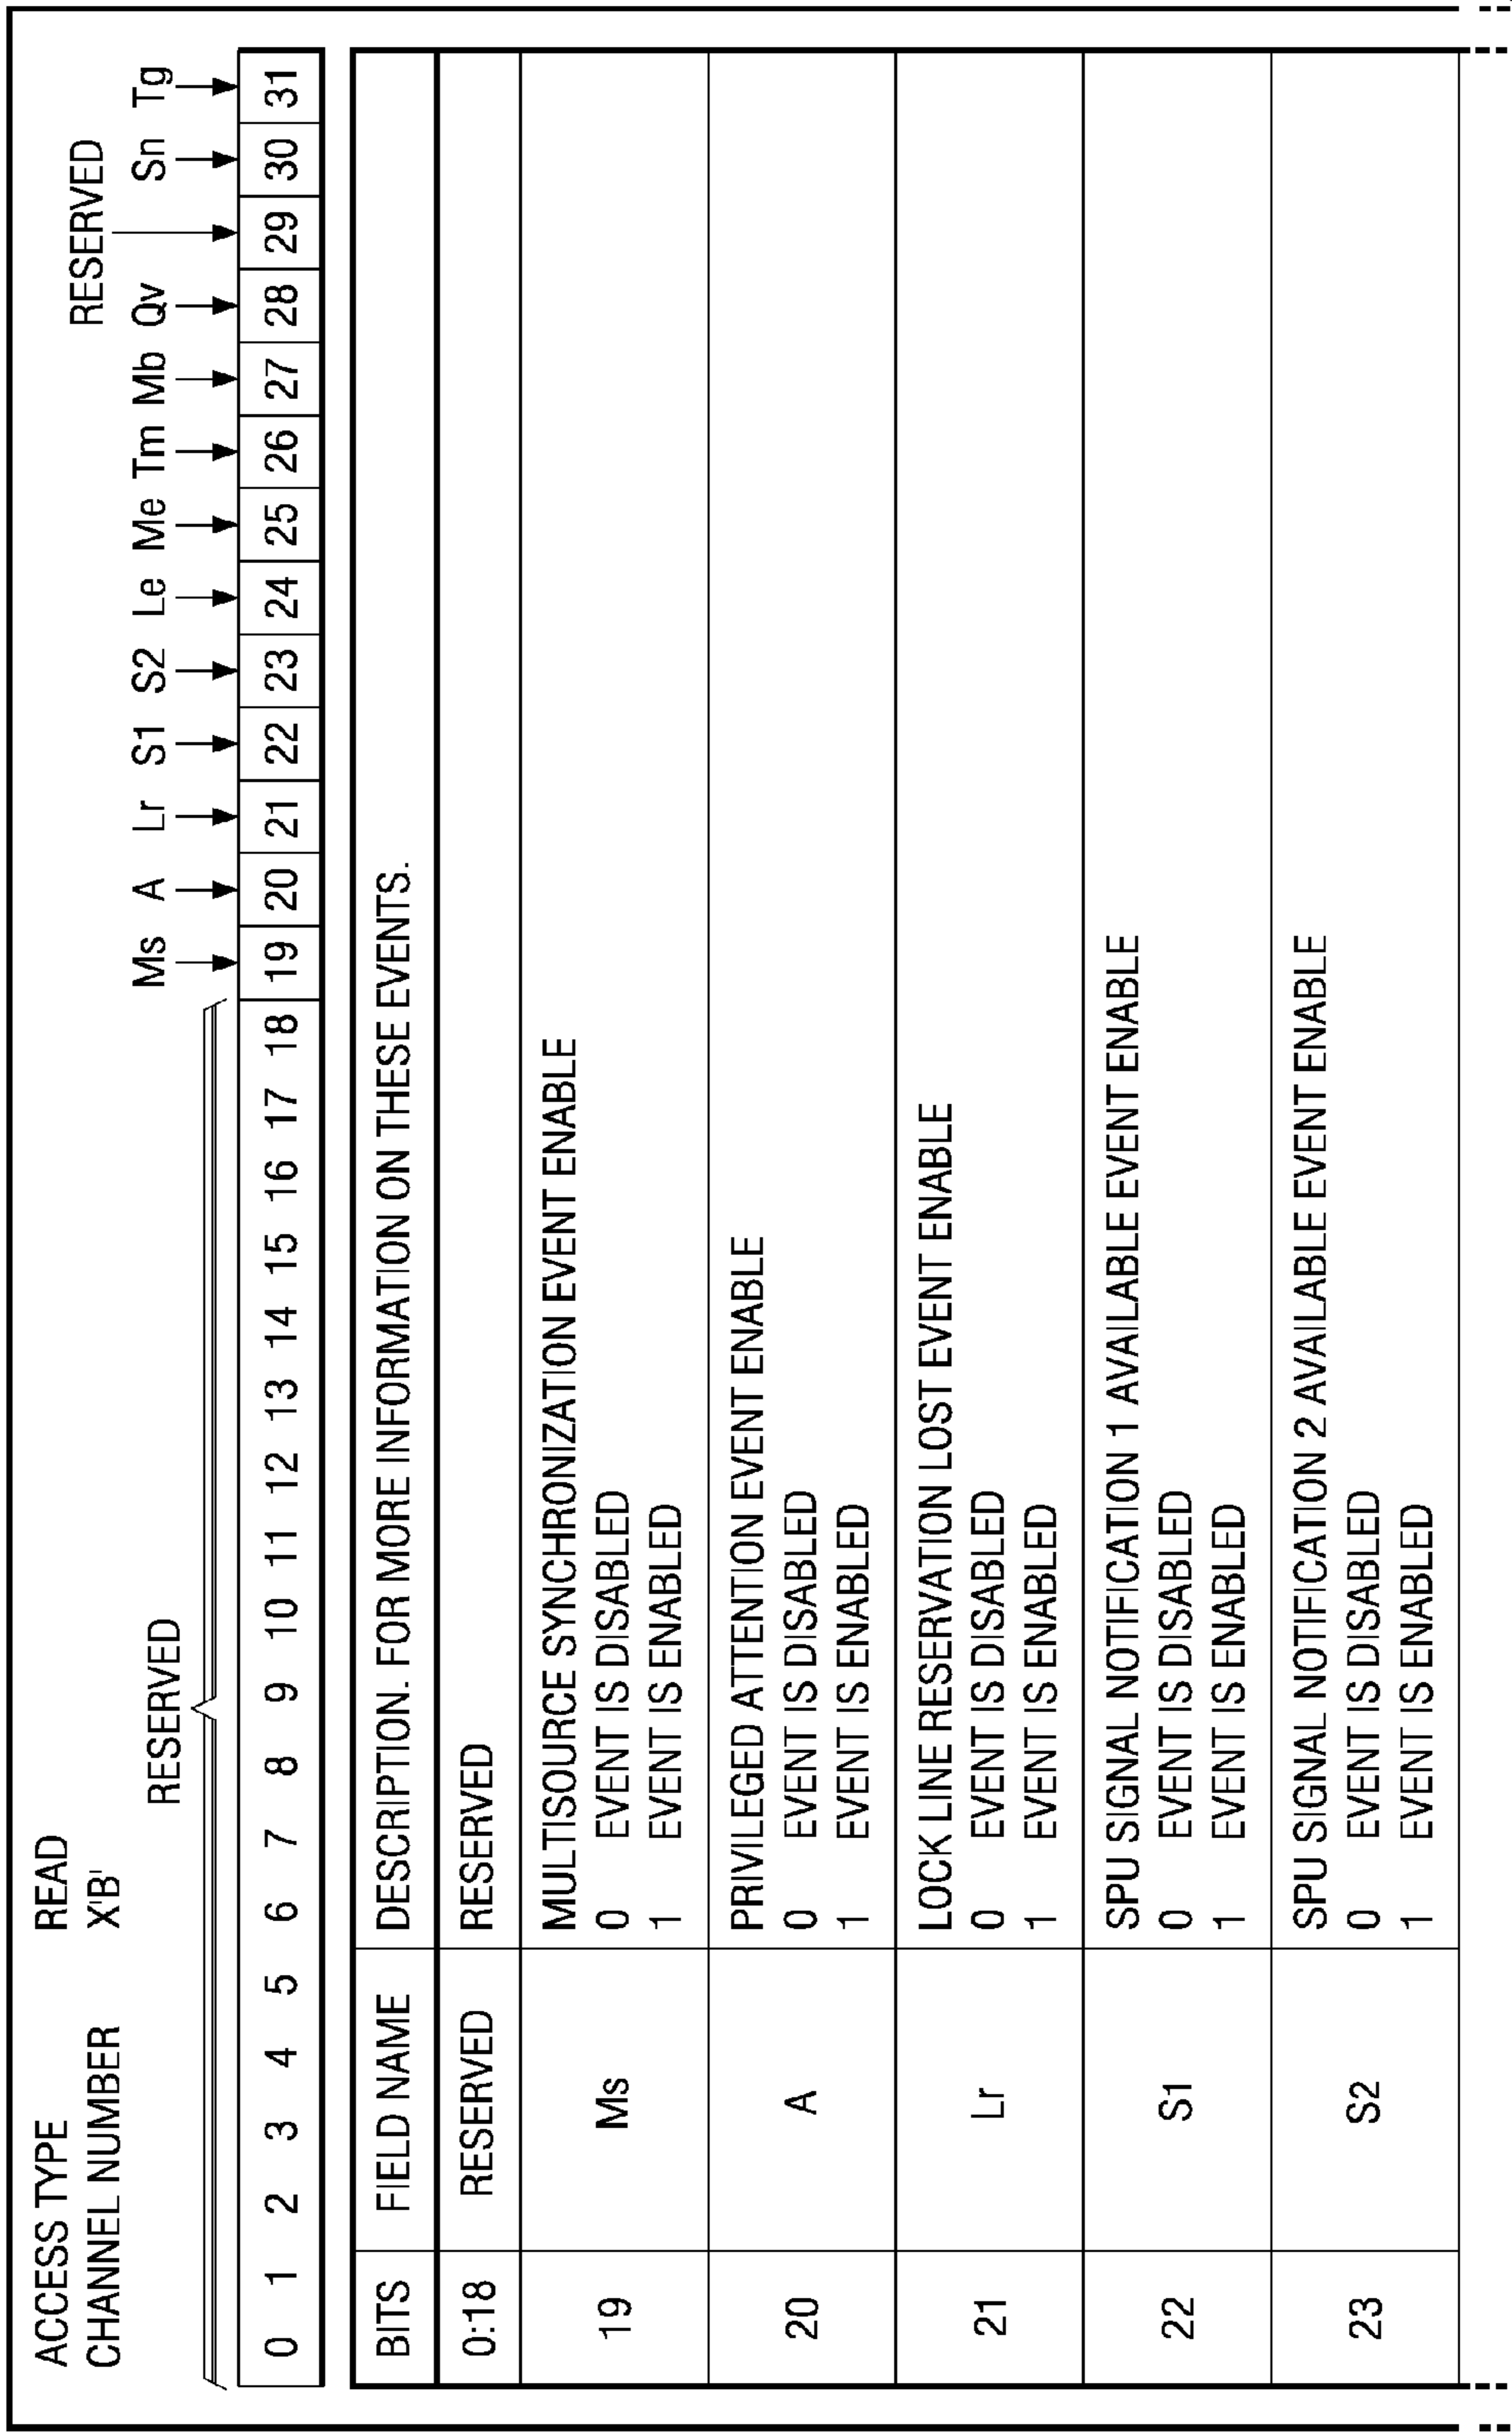 ACCESS TYPE READ
CHANNEL NUMBER X'B'
RESERVED
RESERVED
Ms A Lr S1 S2 Le Me Tm Mb Qv Sn Tg
0 1 2 3 4 5 6 7 8 9 10 11 12 13 14 15 16 17 18 19 20 21 22 23 24 25 26 27 28 29 30 31
BITS FIELD NAME DESCRIPTION. FOR MORE INFORMATION ON THESE EVENTS.
0:18 RESERVED RESERVED
19 Ms MULTISOURCE SYNCHRONIZATION EVENT ENABLE
0 EVENT IS DISABLED
1 EVENT IS ENABLED
20 A PRIVILEGED ATTENTION EVENT ENABLE
0 EVENT IS DISABLED
1 EVENT IS ENABLED
21 Lr LOCK LINE RESERVATION LOST EVENT ENABLE
0 EVENT IS DISABLED
1 EVENT IS ENABLED
22 S1 SPU SIGNAL NOTIFICATION 1 AVAILABLE EVENT ENABLE
0 EVENT IS DISABLED
1 EVENT IS ENABLED
23 S2 SPU SIGNAL NOTIFICATION 2 AVAILABLE EVENT ENABLE
0 EVENT IS DISABLED
1 EVENT IS ENABLED